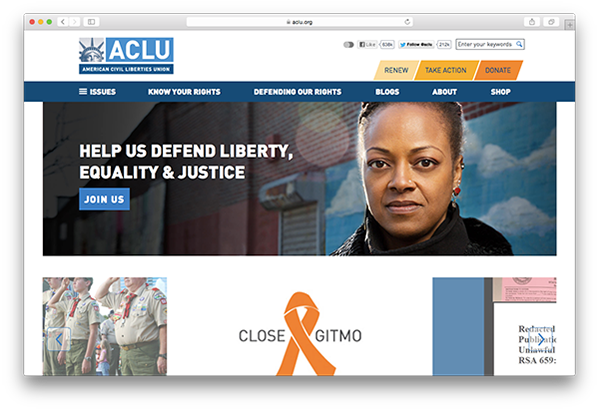 aclu.org
ACLU
AMERICAN CIVIL LIBERTIES UNION
Like 638k Follow @aclu 212k Enter your keywords
RENEW TAKE ACTION DONATE
ISSUES KNOW YOUR RIGHTS DEFENDING OUR RIGHTS BLOGS ABOUT SHOP
HELP US DEFEND LIBERTY,
EQUALITY & JUSTICE
JOIN US
CLOSE GITMO
Redacted
Publicatio
Unlawful
RSA 659: